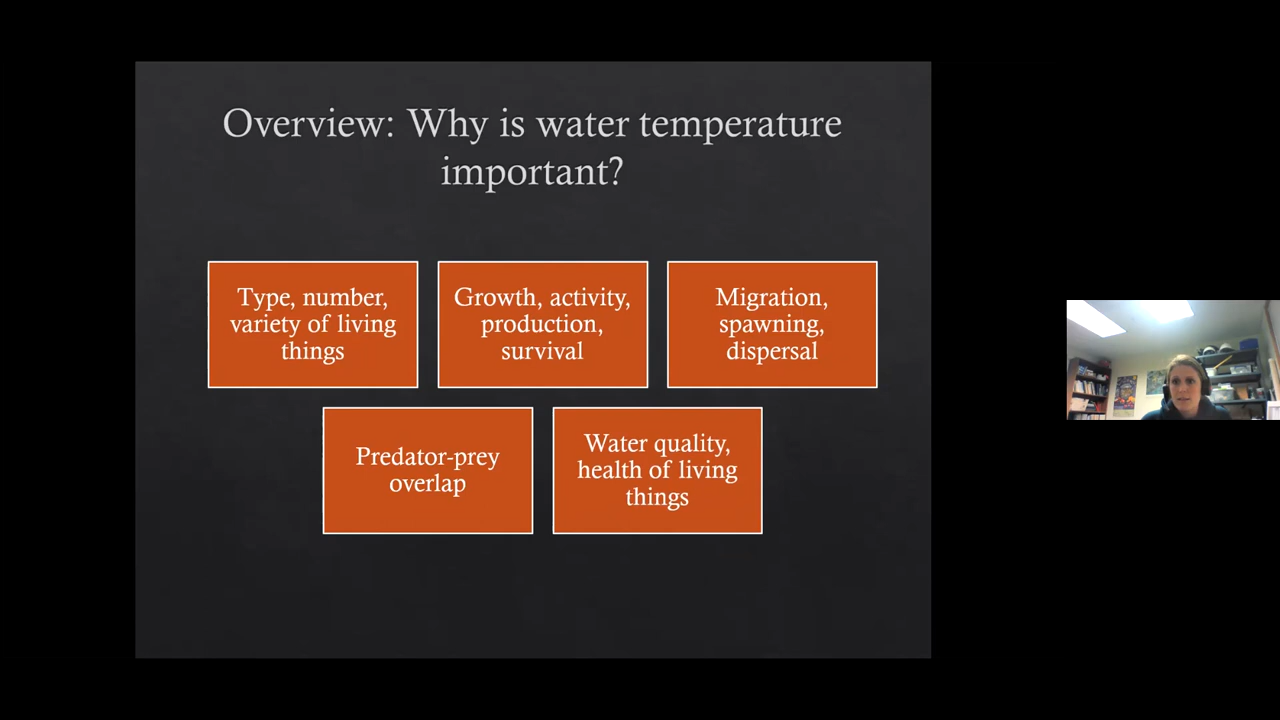 Overview: Why is water temperature
important?
Type, number,
variety of living
things
Growth, activity,
production,
survival
Migration,
spawning,
dispersal
Predator-prey
overlap
Water quality,
health of living
things